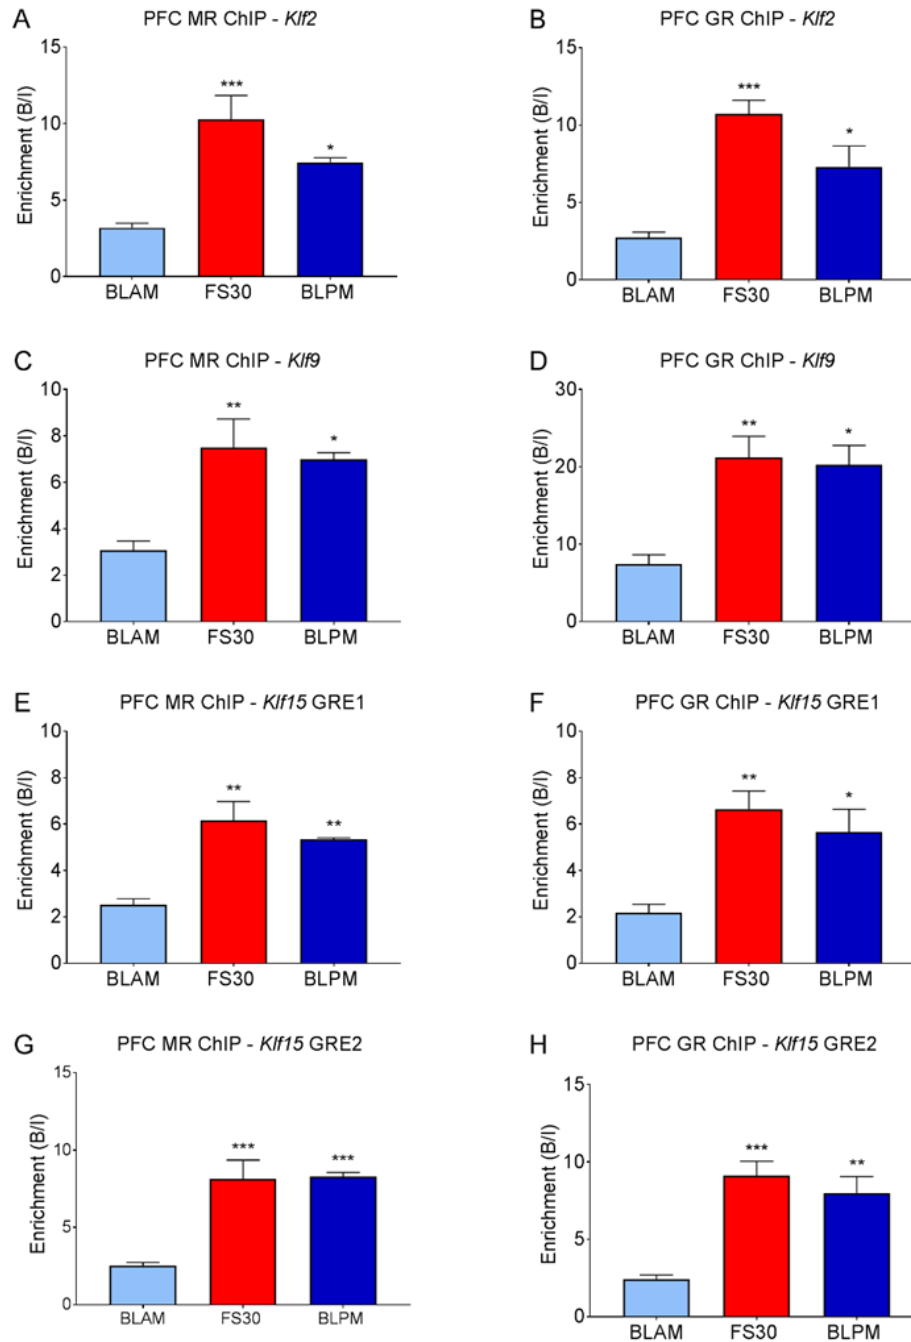 A
PFC MR ChIP - Klf2
Enrichment (B/I)
15
10
5
0
***
*
BLAM FS30 BLPM
B
PFC GR ChIP - Klf2
Enrichment (B/I)
15
10
5
0
***
*
BLAM FS30 BLPM
C
PFC MR ChIP - Klf9
Enrichment (B/I)
10
8
6
4
2
0
**
*
BLAM FS30 BLPM
D
PFC GR ChIP - Klf9
Enrichment (B/I)
30
20
10
0
**
*
BLAM FS30 BLPM
E
PFC MR ChIP - Klf15 GRE1
Enrichment (B/I)
10
8
6
4
2
0
**
**
BLAM FS30 BLPM
F
PFC GR ChIP - Klf15 GRE1
Enrichment (B/I)
10
8
6
4
2
0
**
*
BLAM FS30 BLPM
G
PFC MR ChIP - Klf15 GRE2
Enrichment (B/I)
15
10
5
0
***
***
BLAM FS30 BLPM
H
PFC GR ChIP - Klf15 GRE2
Enrichment (B/I)
15
10
5
0
***
**
BLAM FS30 BLPM